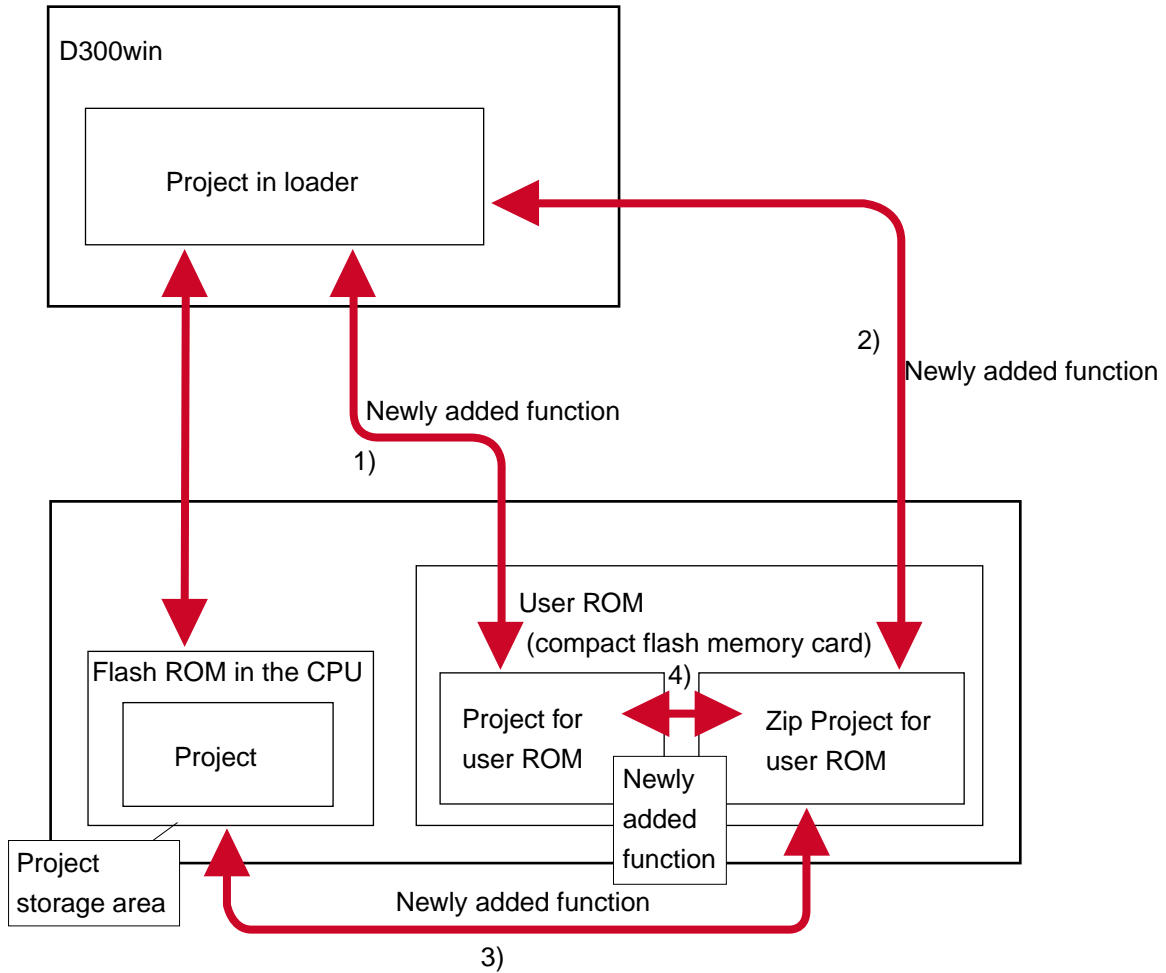 D300win
Project in loader
2)
Newly added function
Newly added function
1)
User ROM
(compact flash memory card)
4)
Flash ROM in the CPU
Project
Project for
user ROM
Zip Project for
user ROM
Newly
added
function
Project
storage area
Newly added function
3)